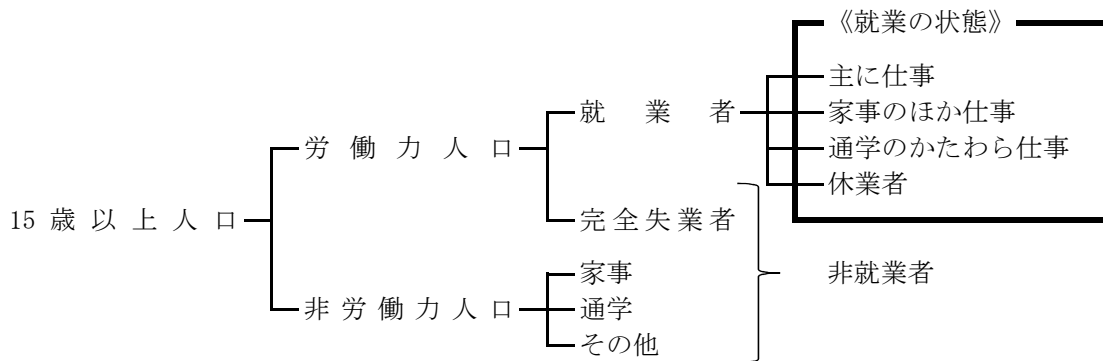 《就業の状態》
主に仕事
就業者
家事のほか仕事
労働力人口
通学のかたわら仕事
休業者
15歳以上人口
完全失業者
家事
非就業者
非労働力人口
通学
その他